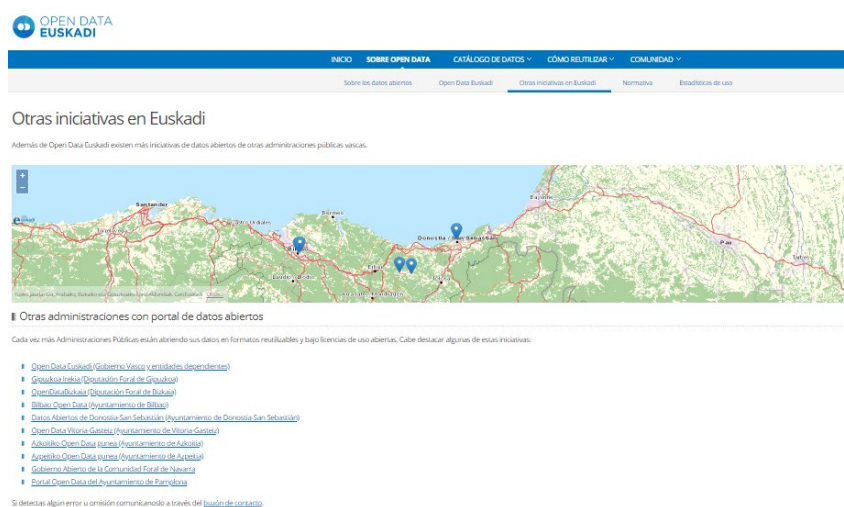 OPEN DATA
EUSKADI
INICIO SOBRE OPEN DATA CATÁLOGO DE DATOS CÓMO REUTILIZAR COMUNIDAD
Sobre los datos abiertos Open Data Euskadi Otras iniciativas en Euskadi Normativa Estadísticas de uso
Otras iniciativas en Euskadi
Además de Open Data Euskadi existen más iniciativas de datos abiertos de otras adminitraciones públicas vascas.
+
−
Santander
Bermeo
Bajonne
Donostia / San Sebastián
Pau
Tarbes
Otras administraciones con portal de datos abiertos
Cada vez más Administraciones Públicas están abriendo sus datos en formatos reutilizables y bajo licencias de uso abiertas. Cabe destacar algunas de estas iniciativas:
Open Data Euskadi (Gobierno Vasco y entidades dependientes)
Gipuzkoa Irekia (Diputación Foral de Gipuzkoa)
OpenDataBizkaia (Diputación Foral de Bizkaia)
Bilbao Open Data (Ayuntamiento de Bilbao)
Datos Abiertos de Donostia-San Sebastián (Ayuntamiento de Donostia-San Sebastián)
Open Data Vitoria-Gasteiz (Ayuntamiento de Vitoria-Gasteiz)
Azkoitiko Open Data gunea (Ayuntamiento de Azkoitia)
Azpeitiko Open Data gunea (Ayuntamiento de Azpeitia)
Gobierno Abierto de la Comunidad Foral de Navarra
Portal Open Data del Ayuntamiento de Pamplona
Si detectas algún error u omisión comunícanoslo a través del buzón de contacto.